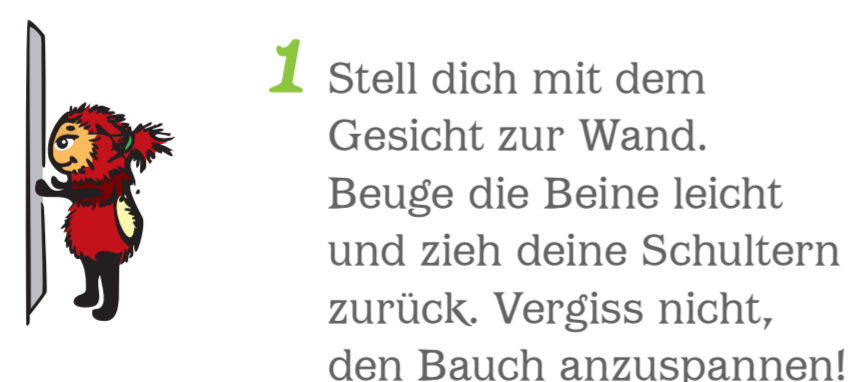 1 Stell dich mit dem
Gesicht zur Wand.
Beuge die Beine leicht
und zieh deine Schultern
zurück. Vergiss nicht,
den Bauch anzuspannen!